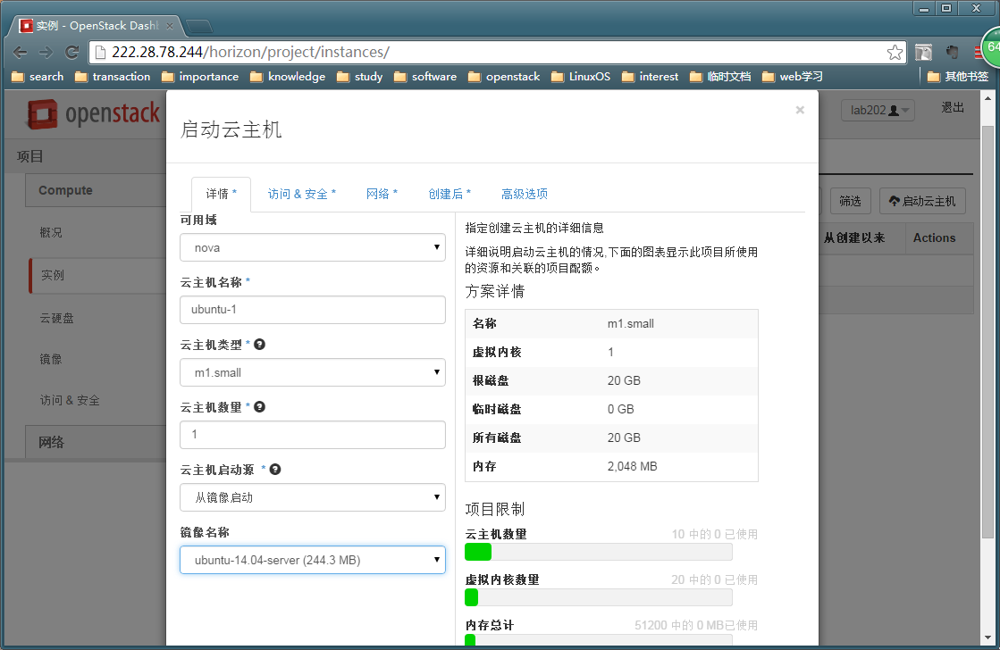 实例 - OpenStack Dash
222.28.78.244/horizon/project/instances/
64
search transaction importance knowledge study software openstack LinuxOS interest 临时文档 web学习 其他书签
openstack
lab202
退出
项目
Compute
概况
实例
云硬盘
镜像
访问 & 安全
网络
筛选
启动云主机
从创建以来
Actions
启动云主机
×
详情 *
访问 & 安全 *
网络 *
创建后 *
高级选项
可用域
nova
云主机名称 *
ubuntu-1
云主机类型 *
m1.small
云主机数量 *
1
云主机启动源 *
从镜像启动
镜像名称
ubuntu-14.04-server (244.3 MB)
指定创建云主机的详细信息
详细说明启动云主机的情况,下面的图表显示此项目所使用
的资源和关联的项目配额。
方案详情
名称 m1.small
虚拟内核 1
根磁盘 20 GB
临时磁盘 0 GB
所有磁盘 20 GB
内存 2,048 MB
项目限制
云主机数量 10 中的 0 已使用
虚拟内核数量 20 中的 0 已使用
内存总计 51200 中的 0 MB已使用